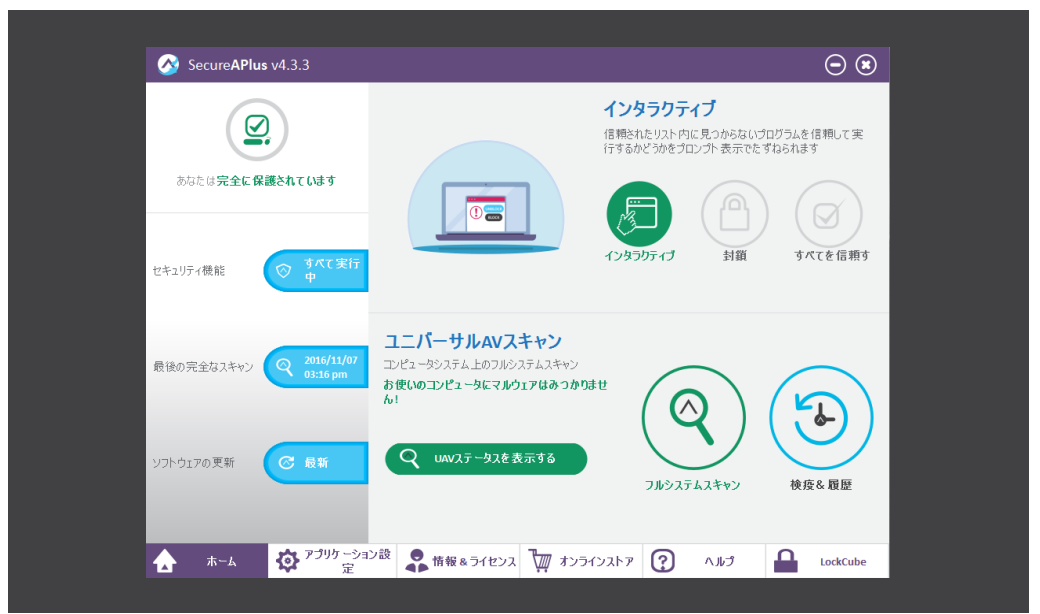 SecureAPlus v4.3.3
あなたは完全に保護されています
セキュリティ機能
すべて実行
中
最後の完全なスキャン
2016/11/07
03:16 pm
ソフトウェアの更新
最新
インタラクティブ
信頼されたリスト内に見つからないプログラムを信頼して実
行するかどうかをプロンプト表示でたずねられます
インタラクティブ
封鎖
すべてを信頼す
ユニバーサルAVスキャン
コンピュータシステム上のフルシステムスキャン
お使いのコンピュータにマルウェアはみつかりませ
ん!
UAVステータスを表示する
フルシステムスキャン
検疫& 履歴
ホーム
アプリケーション設
定
情報 & ライセンス
オンラインストア
ヘルプ
LockCube